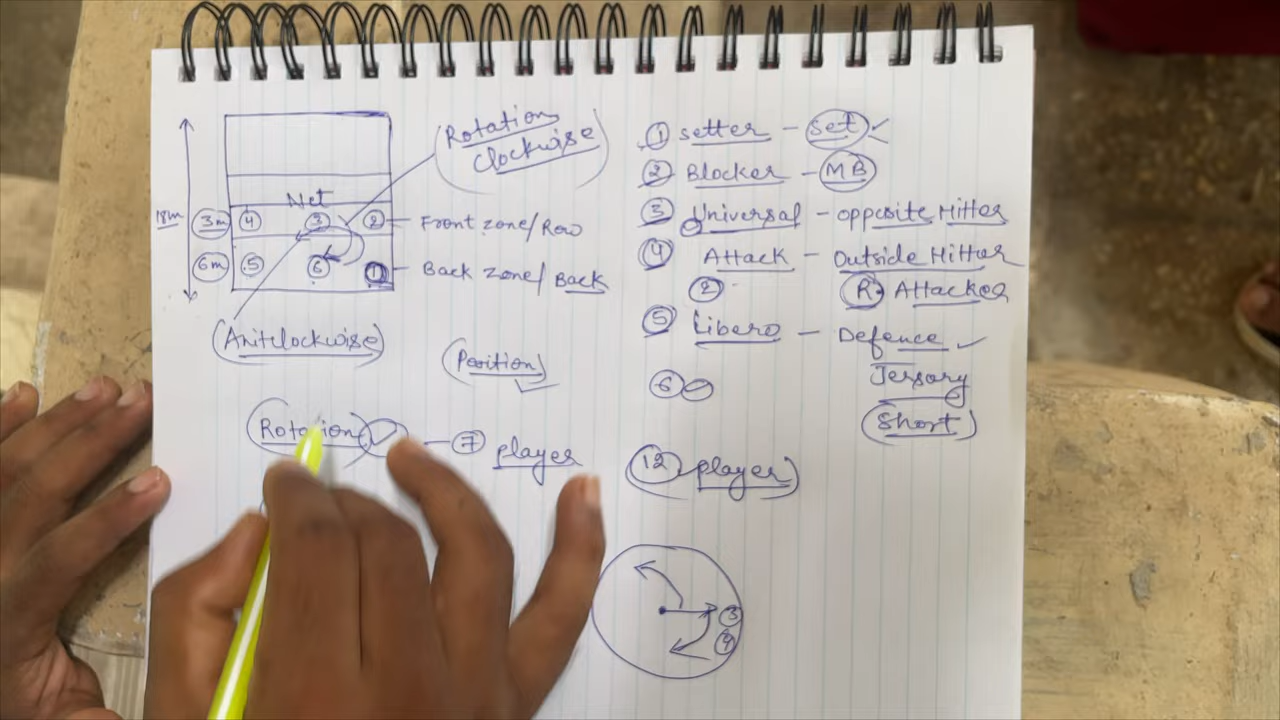 Rotation
Clockwise
18m
Net
3m 4 3 2 Front zone/Row
6m 5 6 1 Back zone/Back
Anitclockwise
Position
Rotation 7 player
1 Setter - Set
2 Blocker - MB
3 Universal - opposite Hitter
4 Attack - Outside Hitter
2 R. Attacker
5 Libero - Defence
Jersory
6 Short
12 player
3
4